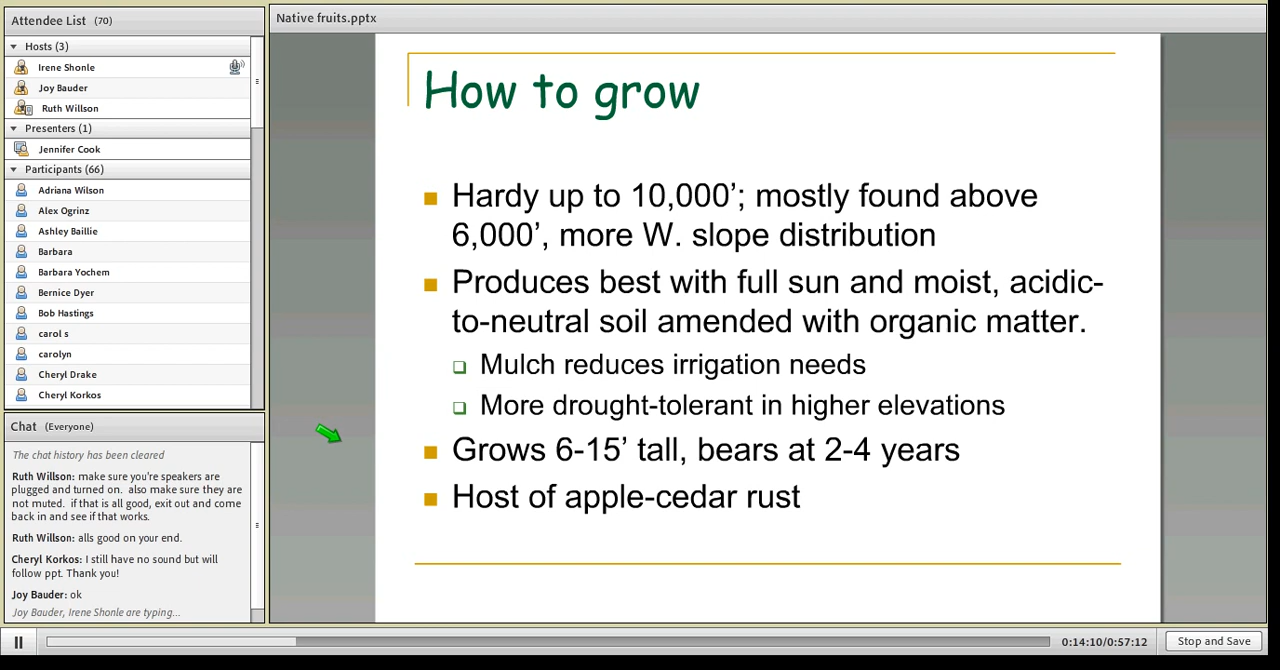 Attendee List (70)
Hosts (3)
Irene Shonle
Joy Bauder
Ruth Willson
Presenters (1)
Jennifer Cook
Participants (66)
Adriana Wilson
Alex Ogrinz
Ashley Baillie
Barbara
Barbara Yochem
Bernice Dyer
Bob Hastings
carol s
carolyn
Cheryl Drake
Cheryl Korkos
Chat (Everyone)
The chat history has been cleared
Ruth Willson: make sure you're speakers are
plugged and turned on. also make sure they are
not muted. if that is all good, exit out and come
back in and see if that works.
Ruth Willson: alls good on your end.
Cheryl Korkos: I still have no sound but will
follow ppt. Thank you!
Joy Bauder: ok
Joy Bauder, Irene Shonle are typing...
Native fruits.pptx
How to grow
Hardy up to 10,000’; mostly found above
6,000’, more W. slope distribution
Produces best with full sun and moist, acidic-
to-neutral soil amended with organic matter.
Mulch reduces irrigation needs
More drought-tolerant in higher elevations
Grows 6-15’ tall, bears at 2-4 years
Host of apple-cedar rust
0:14:10/0:57:12
Stop and Save